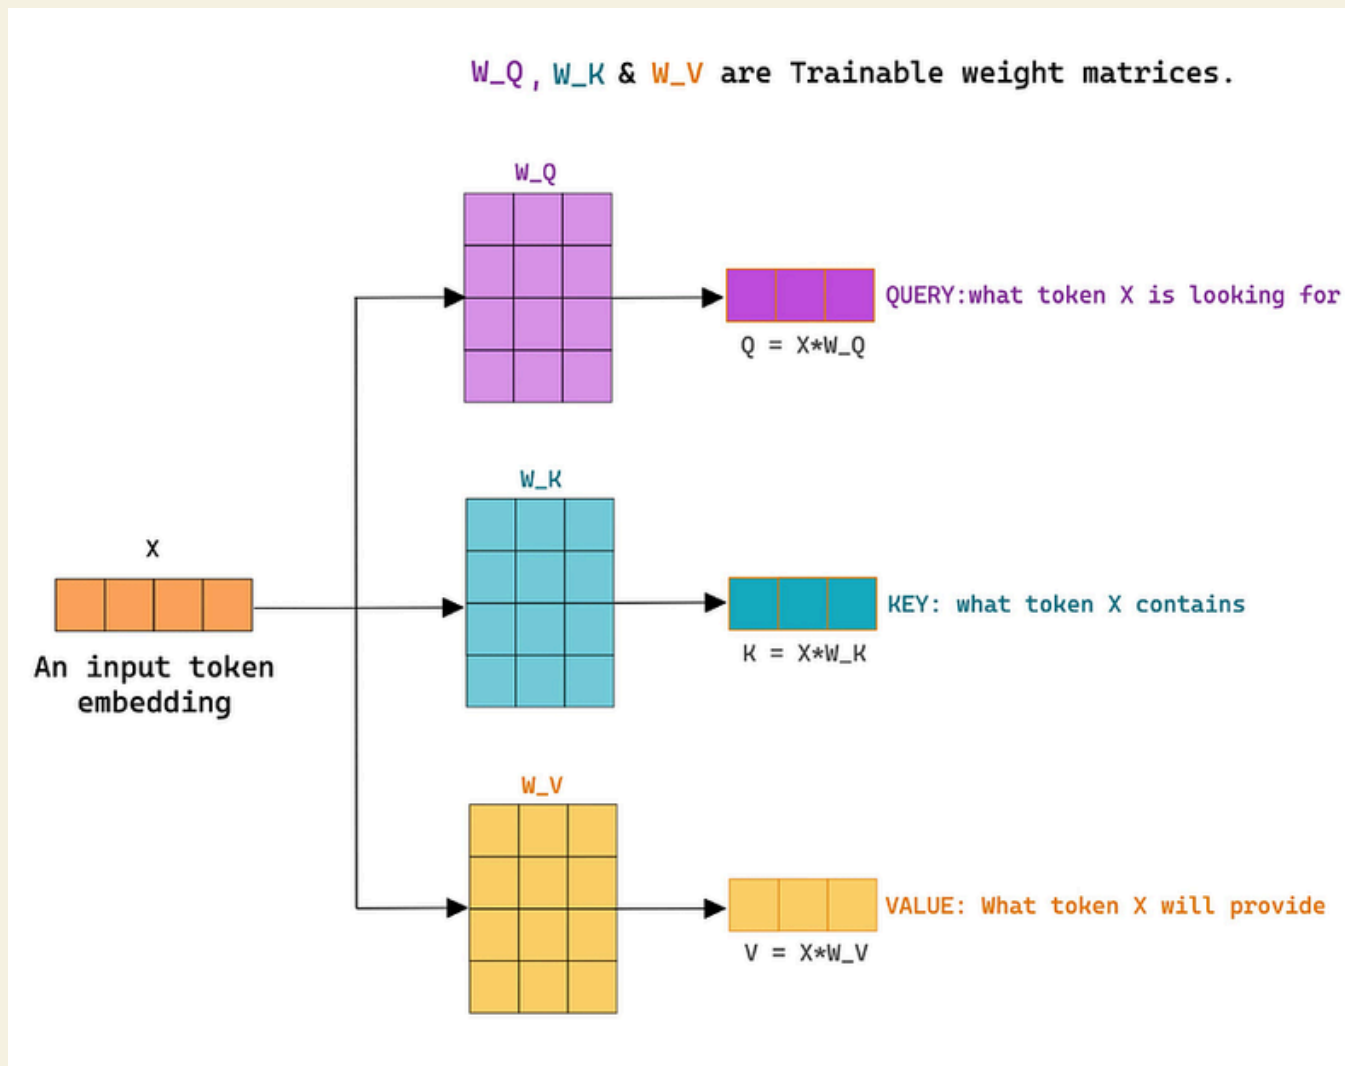 W_Q, W_K & W_V are Trainable weight matrices.
W_Q
QUERY:what token X is looking for
Q = X*W_Q
W_K
X
KEY: what token X contains
K = X*W_K
An input token
embedding
W_V
VALUE: What token X will provide
V = X*W_V